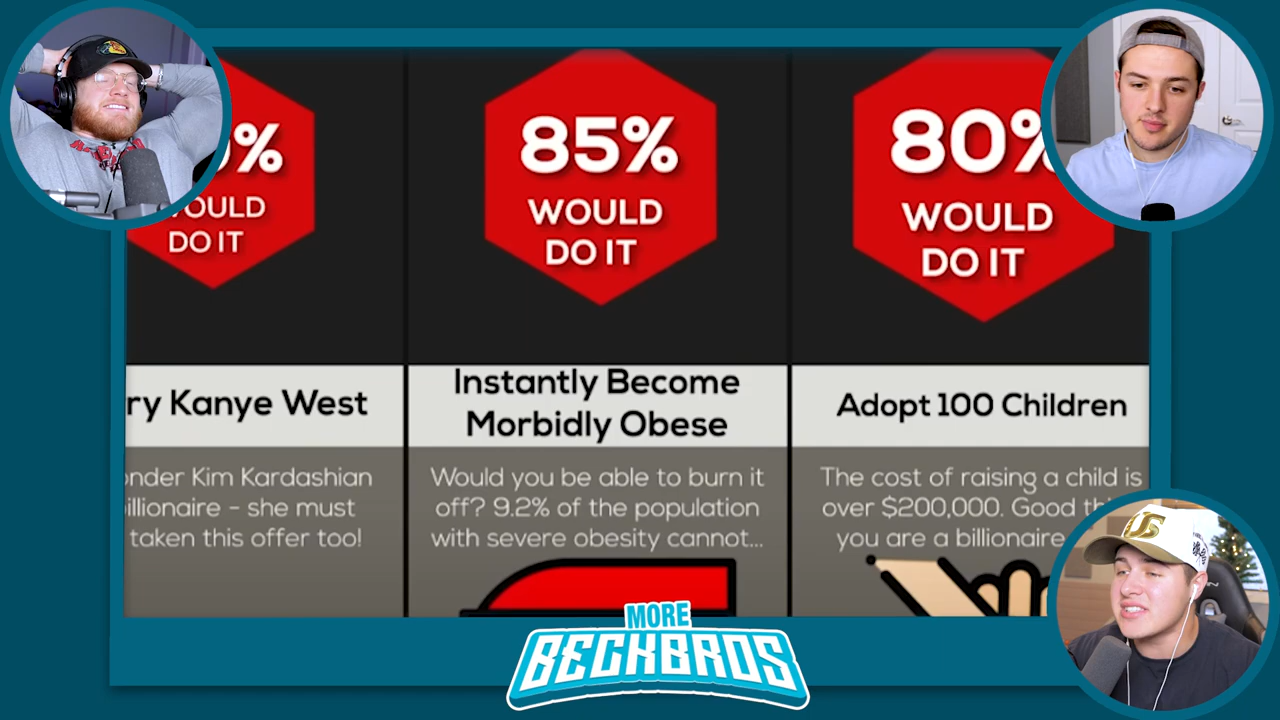 WOULD
DO IT
ry Kanye West
onder Kim Kardashian
illionaire - she must
taken this offer too!
85%
WOULD
DO IT
Instantly Become
Morbidly Obese
Would you be able to burn it
off? 9.2% of the population
with severe obesity cannot...
80%
WOULD
DO IT
Adopt 100 Children
The cost of raising a child is
over $200,000. Good
you are a billionaire
MORE
BECKBROS